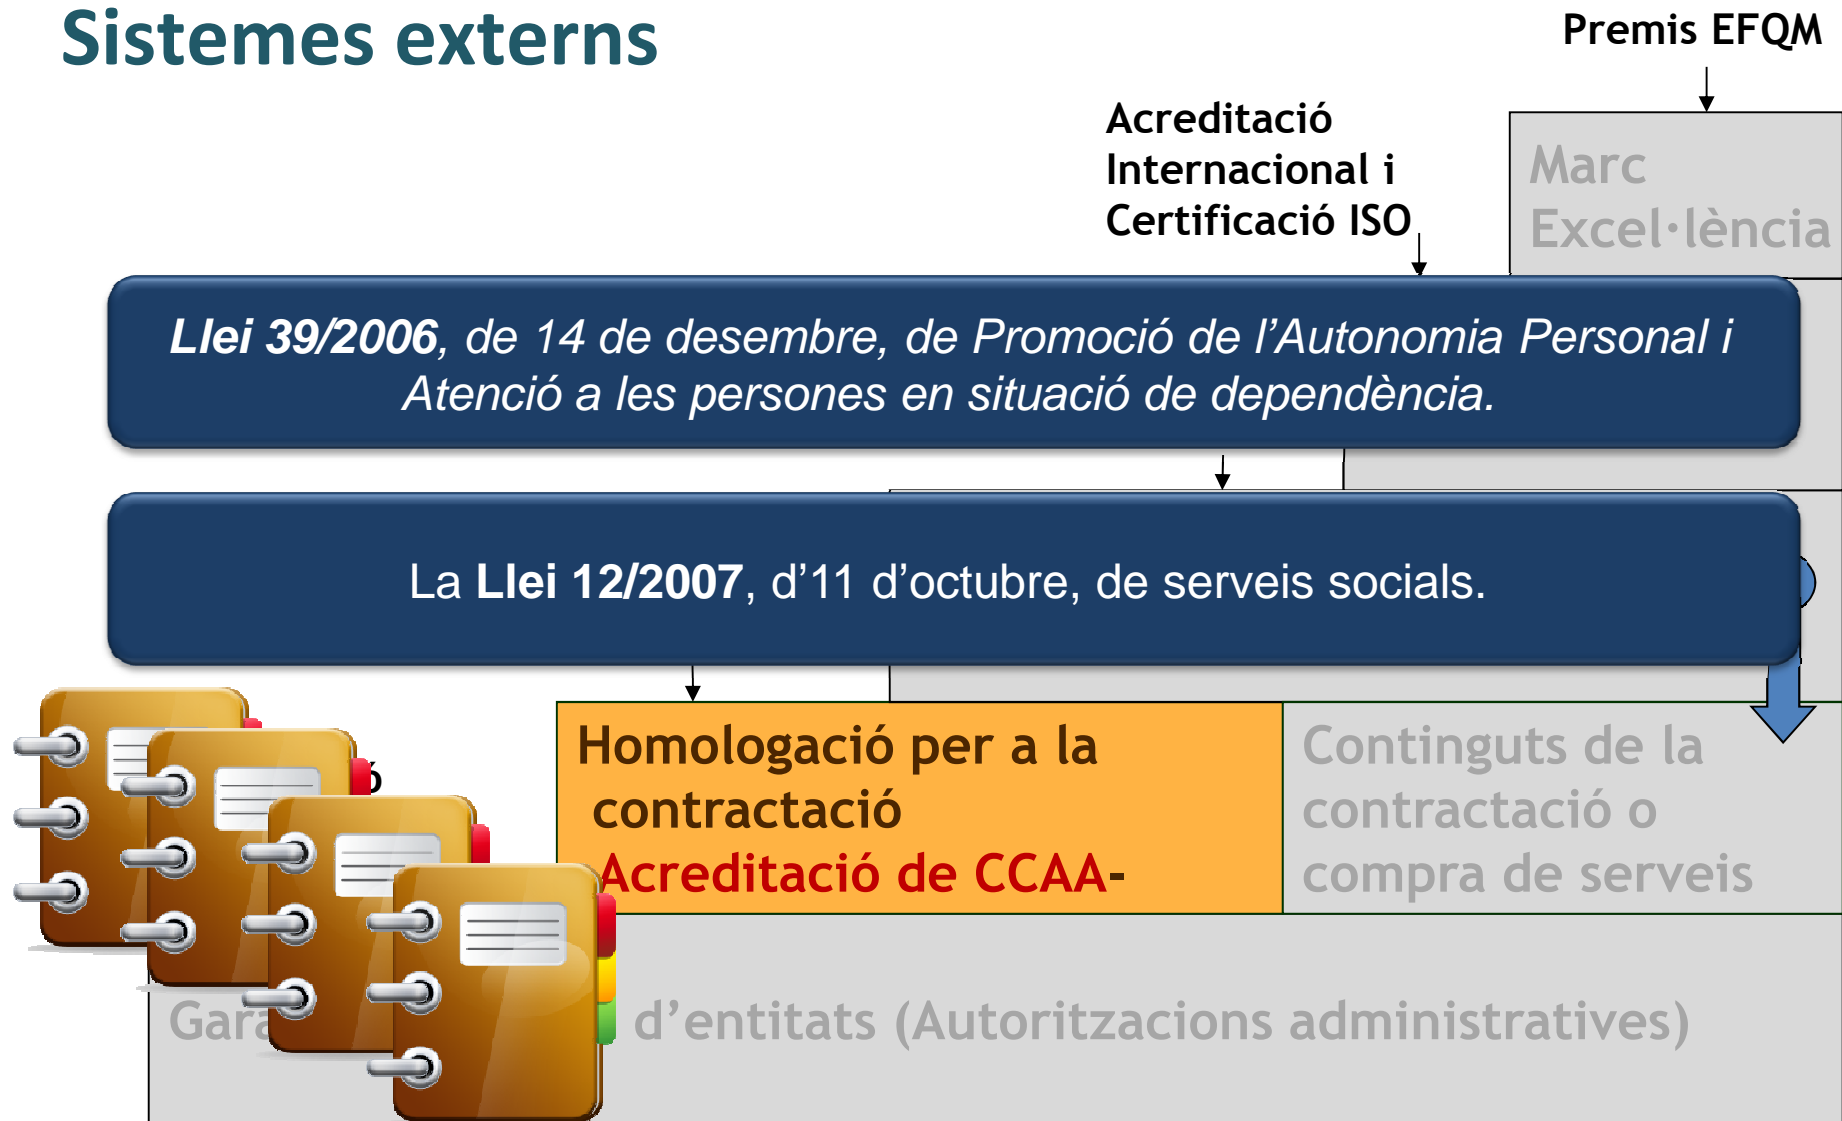 Sistemes externs
Premis EFQM
Acreditació
Internacional i
Certificació ISO
Marc
Excel·lència
Llei 39/2006, de 14 de desembre, de Promoció de l’Autonomia Personal i
Atenció a les persones en situació de dependència.
La Llei 12/2007, d’11 d’octubre, de serveis socials.
Homologació per a la
contractació
Acreditació de CCAA-
Continguts de la
contractació o
compra de serveis
d’entitats (Autoritzacions administratives)